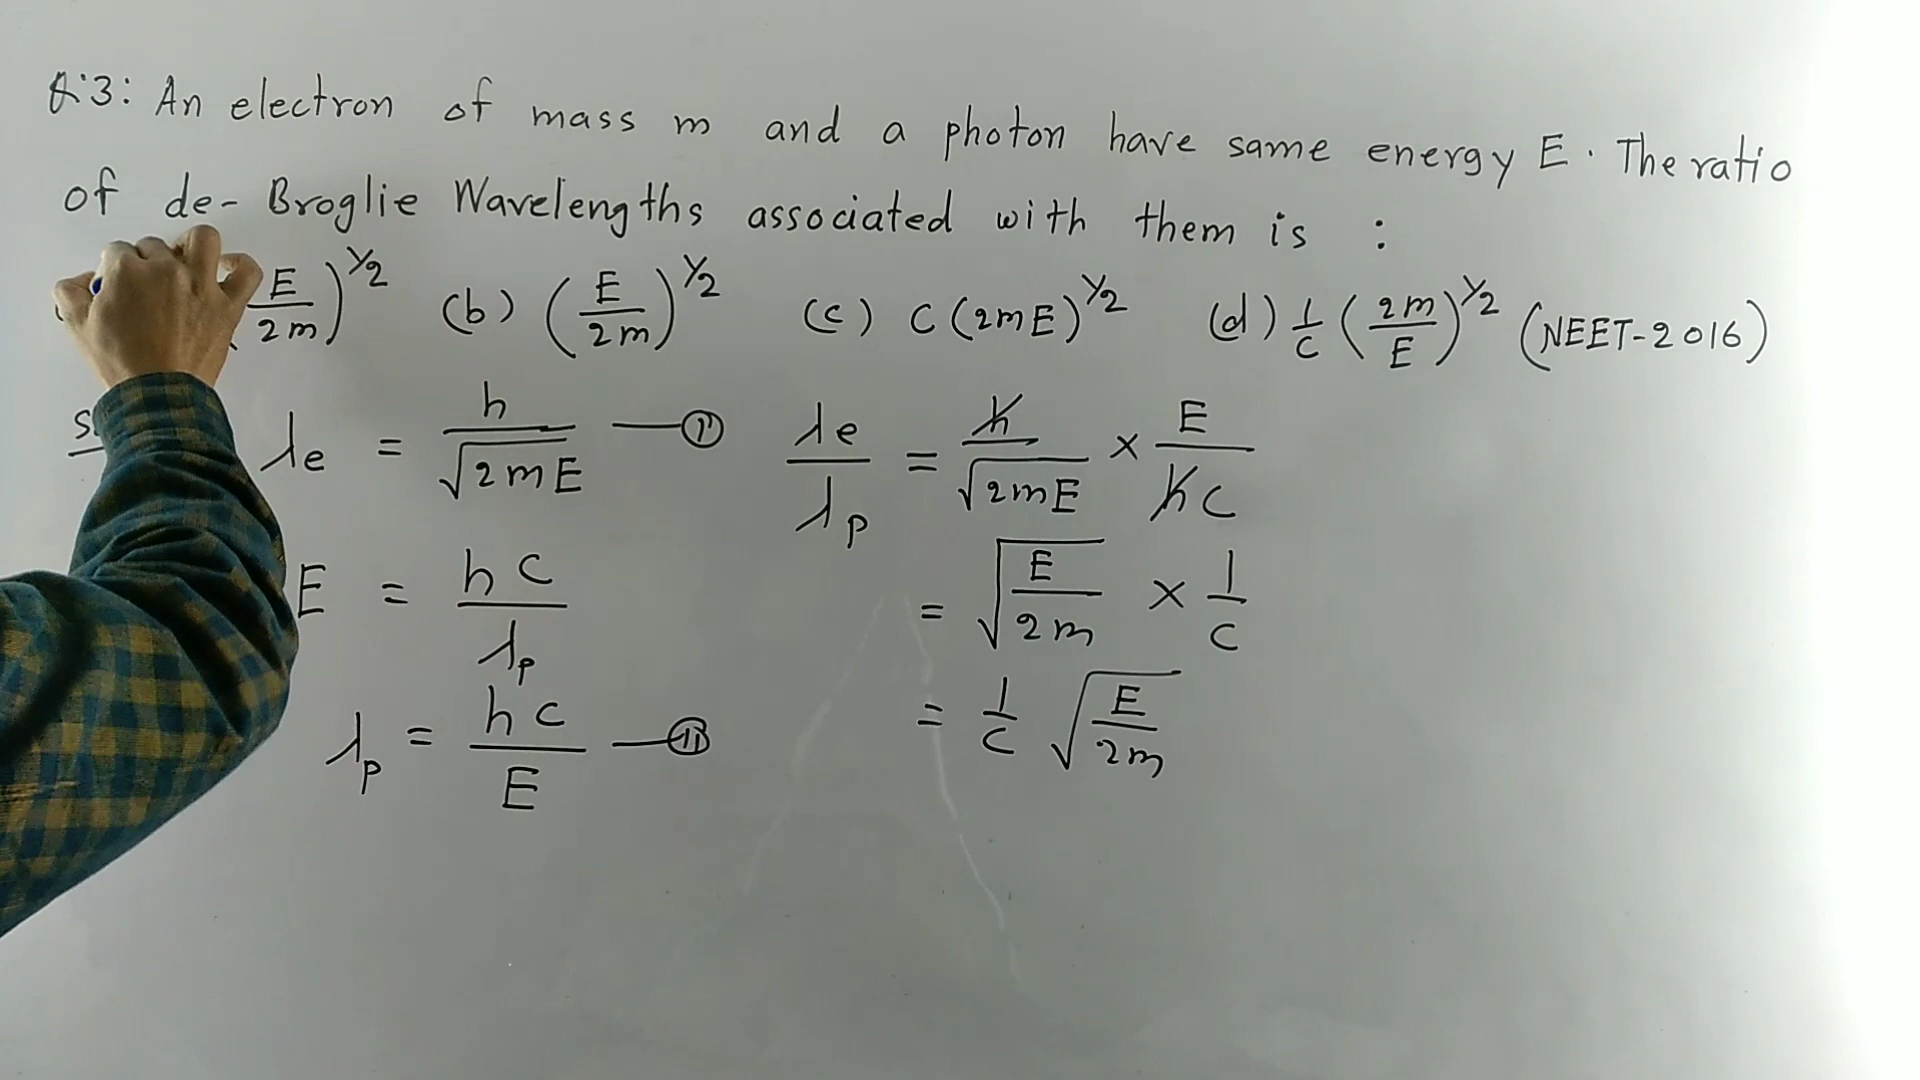 Q:3: An electron of mass m and a photon have same energy E. The ratio
of de-Broglie Wavelengths associated with them is :
E/2m)^1/2 (b) (E/2m)^1/2 (c) C(2mE)^1/2 (d) 1/C (2m/E)^1/2 (NEET-2016)
λe = h/√2mE —(I) λe/λp = h/√2mE × E/hC
E = hC/λp = √E/2m × 1/C
λp = hC/E —(II) = 1/C √E/2m